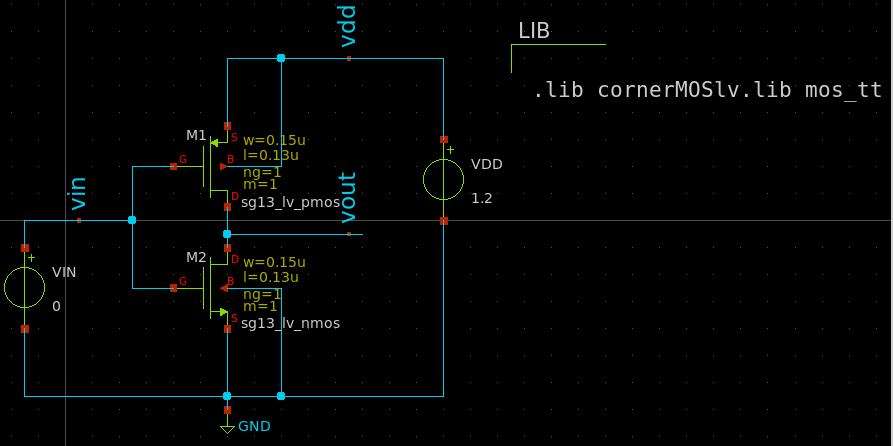 vdd
LIB
.lib cornerMOSlv.lib mos_tt
M1
S
w=0.15u
l=0.13u
G
B
ng=1
m=1
D
sg13_lv_pmos
+
VDD
1.2
vin
vout
M2
D
w=0.15u
l=0.13u
G
B
ng=1
m=1
S
sg13_lv_nmos
+
VIN
0
GND